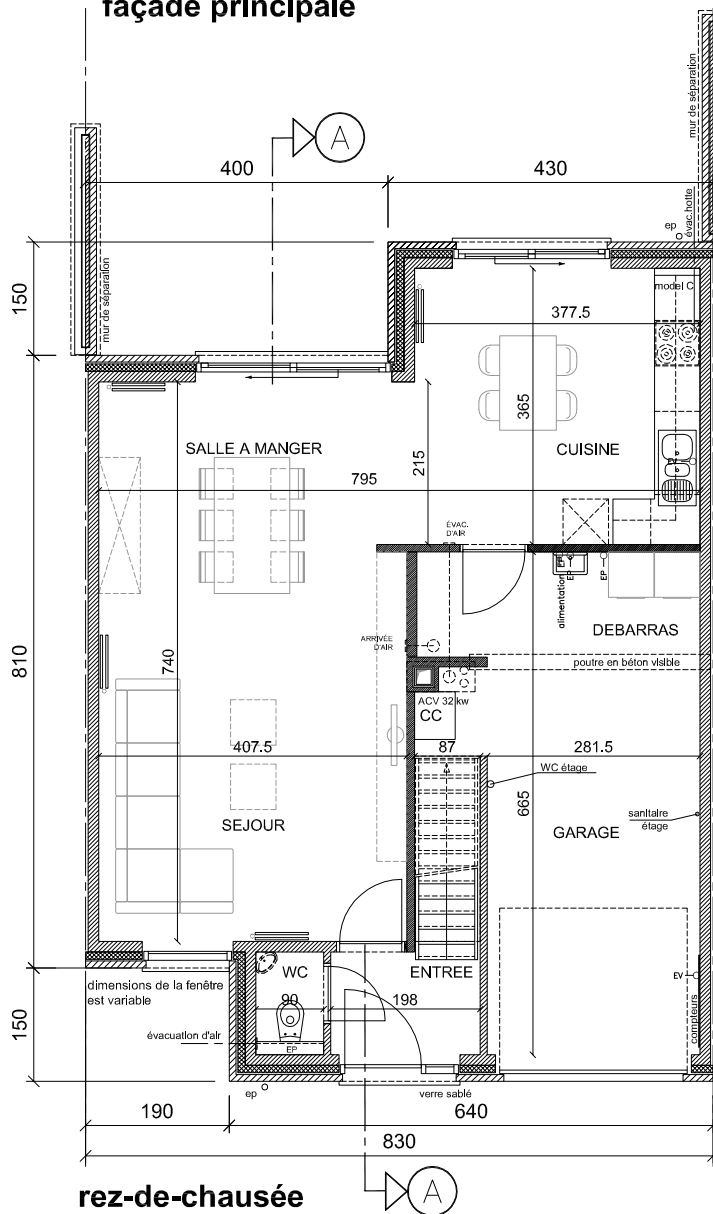 façade principale
mur de séparation
A
400
430
évac.hotte
ep
150
mur de séparation
model C
377.5
365
SALLE A MANGER
CUISINE
215
EV
795
ÉVAC.
D'AIR
EP
EP
EP
alimentation
810
DEBARRAS
ARRIVÉE
D'AIR
740
poutre en béton visible
ACV 32 kw
CC
407.5
87
281.5
WC étage
665
sanitaire
étage
SEJOUR
GARAGE
WC
ENTREE
EV
dimensions de la fenêtre
est variable
90
198
compteurs
150
évacuation d'air
EP
ep
verre sablé
190
640
830
rez-de-chausée
A